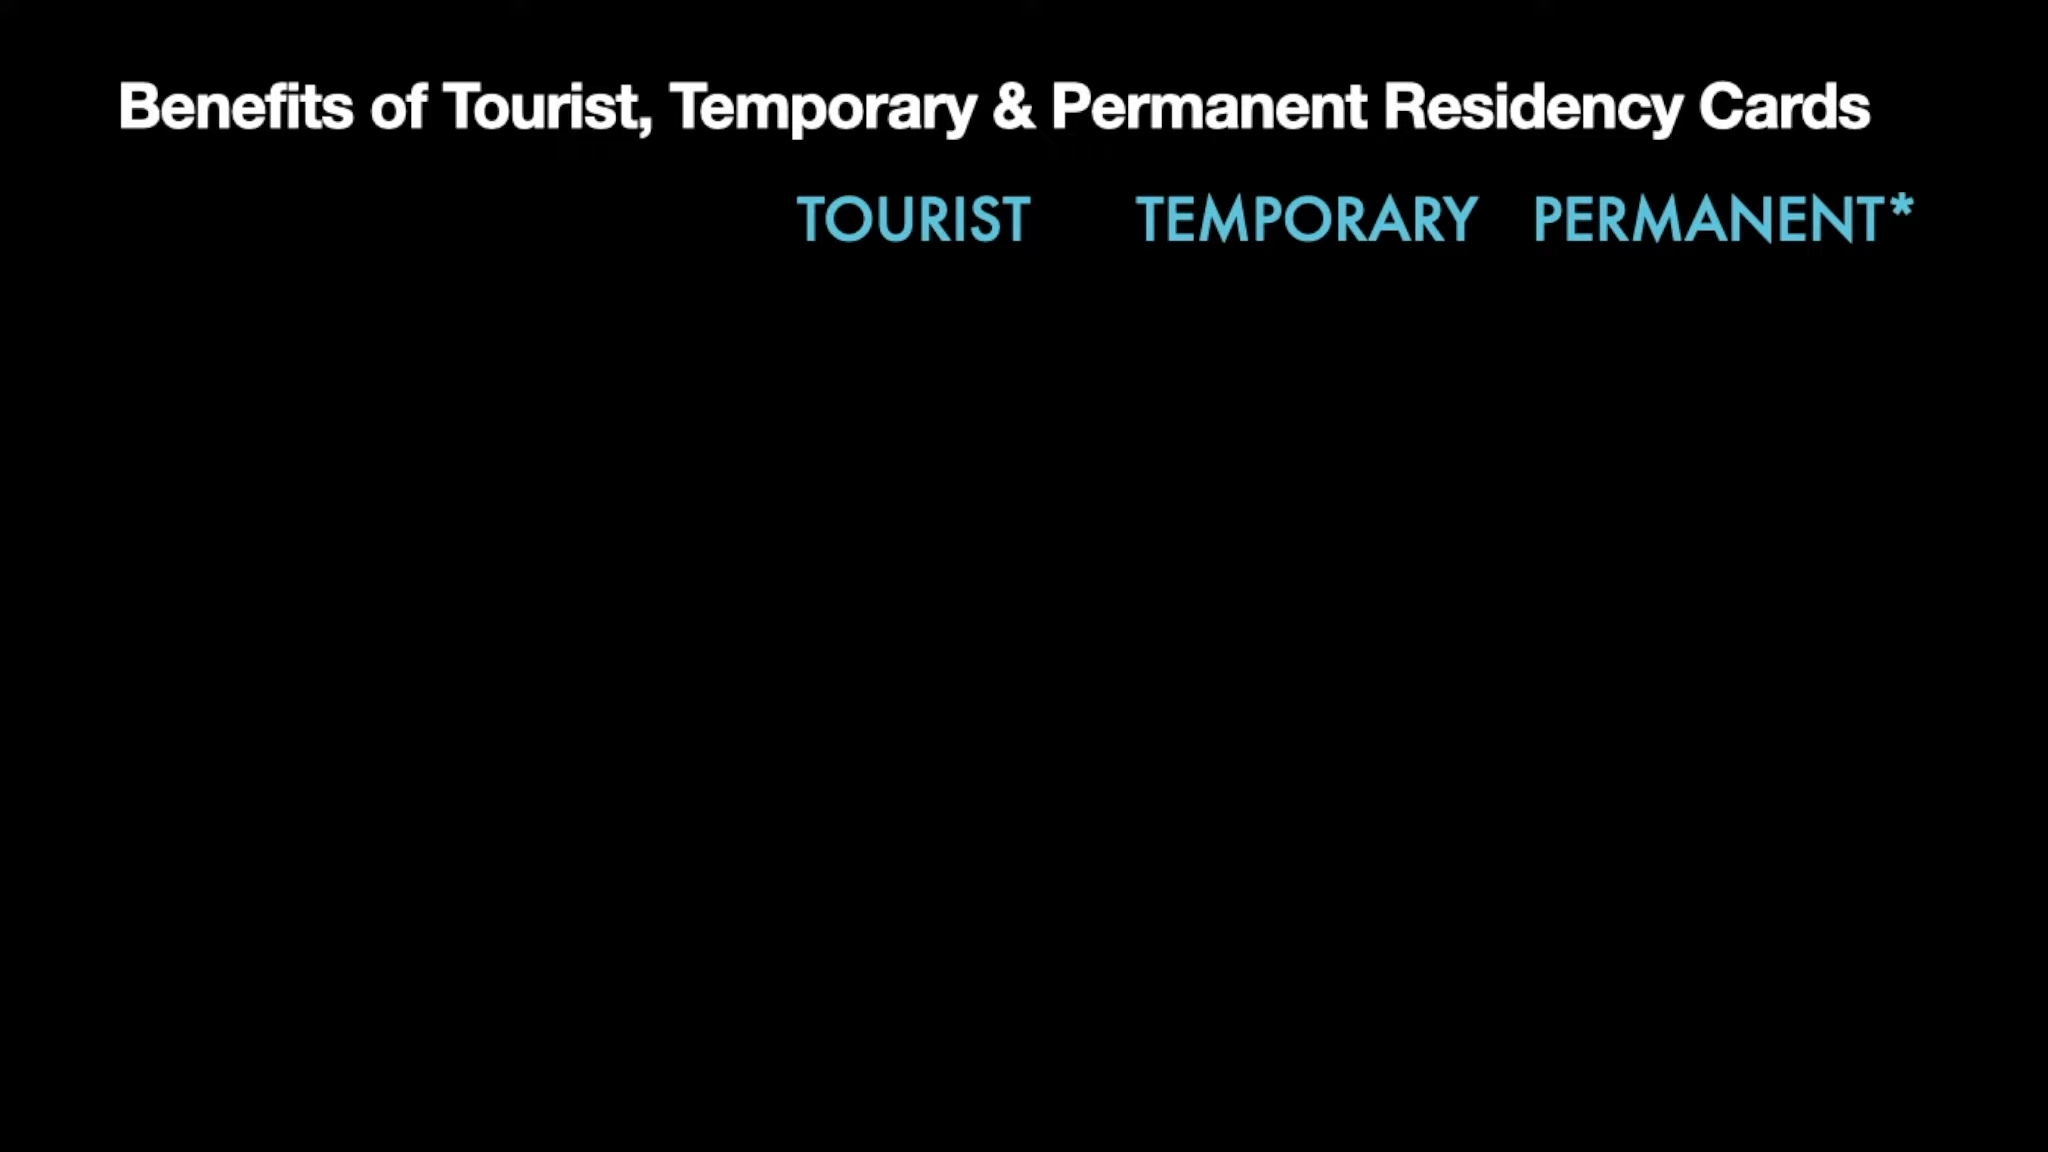 Benefits of Tourist, Temporary & Permanent Residency Cards
TOURIST TEMPORARY PERMANENT*